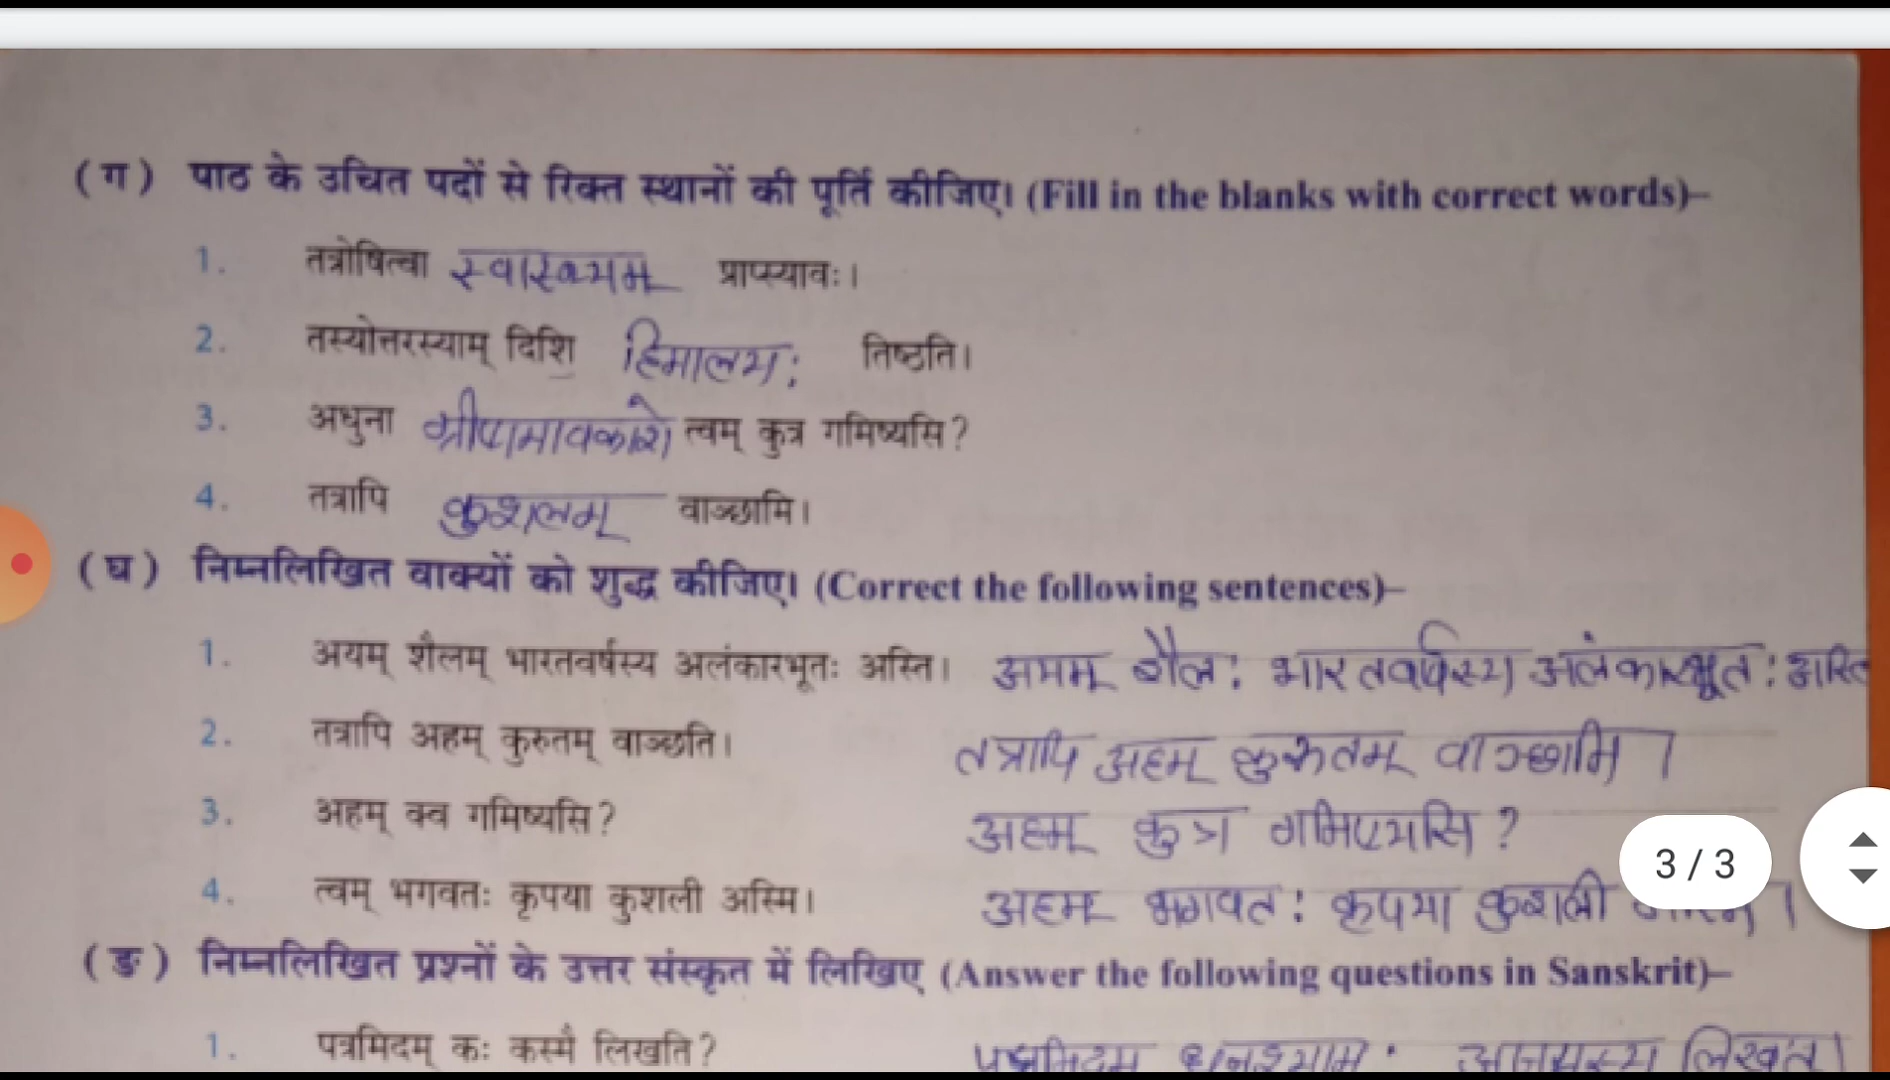 (ग) पाठ के उचित पदों से रिक्त स्थानों की पूर्ति कीजिए। (Fill in the blanks with correct words)–
1. तत्रोषित्वा स्वास्थ्यम् प्राप्स्यावः।
2. तस्योत्तरस्याम् दिशि हिमालयः तिष्ठति।
3. अधुना ग्रीष्मावकाशे त्वम् कुत्र गमिष्यसि?
4. तत्रापि कुशलम् वाञ्छामि।
(घ) निम्नलिखित वाक्यों को शुद्ध कीजिए। (Correct the following sentences)–
1. अयम् शैलम् भारतवर्षस्य अलंकारभूतः अस्ति। अयम् शैलः भारतवर्षस्य अलंकारभूतः अस्ति
2. तत्रापि अहम् कुरुतम् वाञ्छति। तत्रापि अहम् कुरुतम् वाञ्छामि।
3. अहम् क्व गमिष्यसि? अहम् कुत्र गमिष्यसि?
3 / 3
4. त्वम् भगवतः कृपया कुशली अस्मि। अहम् भगवतः कृपया कुशली ।
(ङ) निम्नलिखित प्रश्नों के उत्तर संस्कृत में लिखिए (Answer the following questions in Sanskrit)–
1. पत्रमिदम् कः कस्मै लिखति?